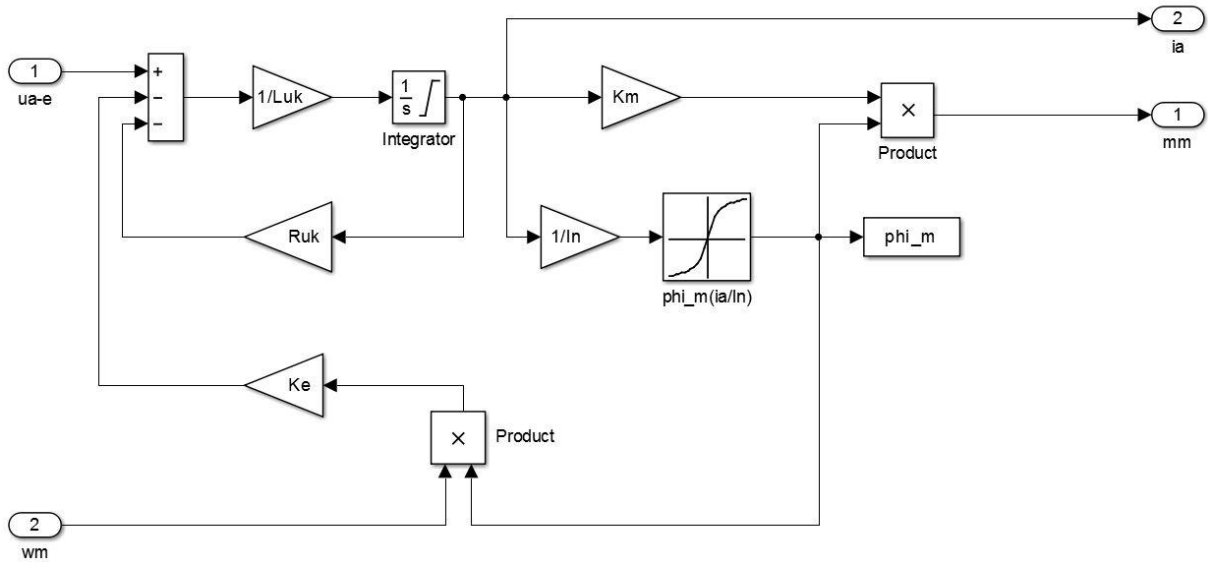 2
ia
1
ua-e
+
−
−
1/Luk
1
s
Integrator
Km
×
Product
1
mm
Ruk
1/In
phi_m(ia/In)
phi_m
Ke
×
Product
2
wm